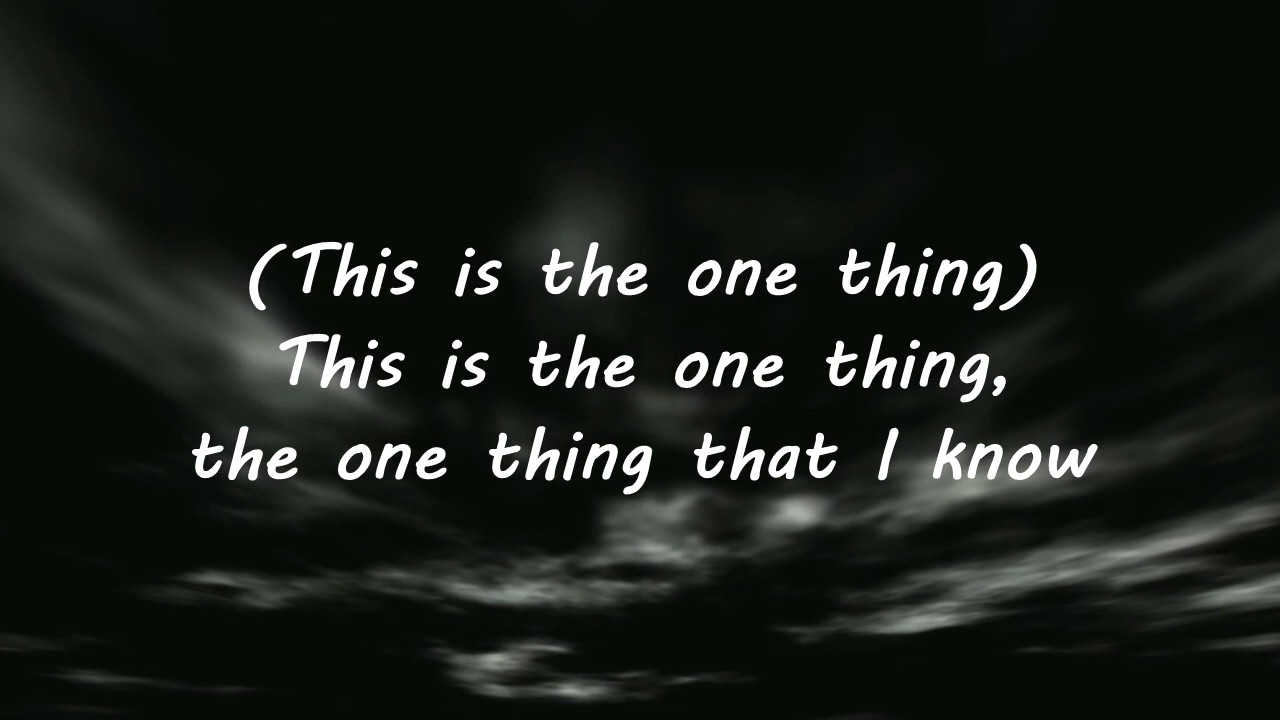 (This is the one thing)
This is the one thing,
the one thing that I know